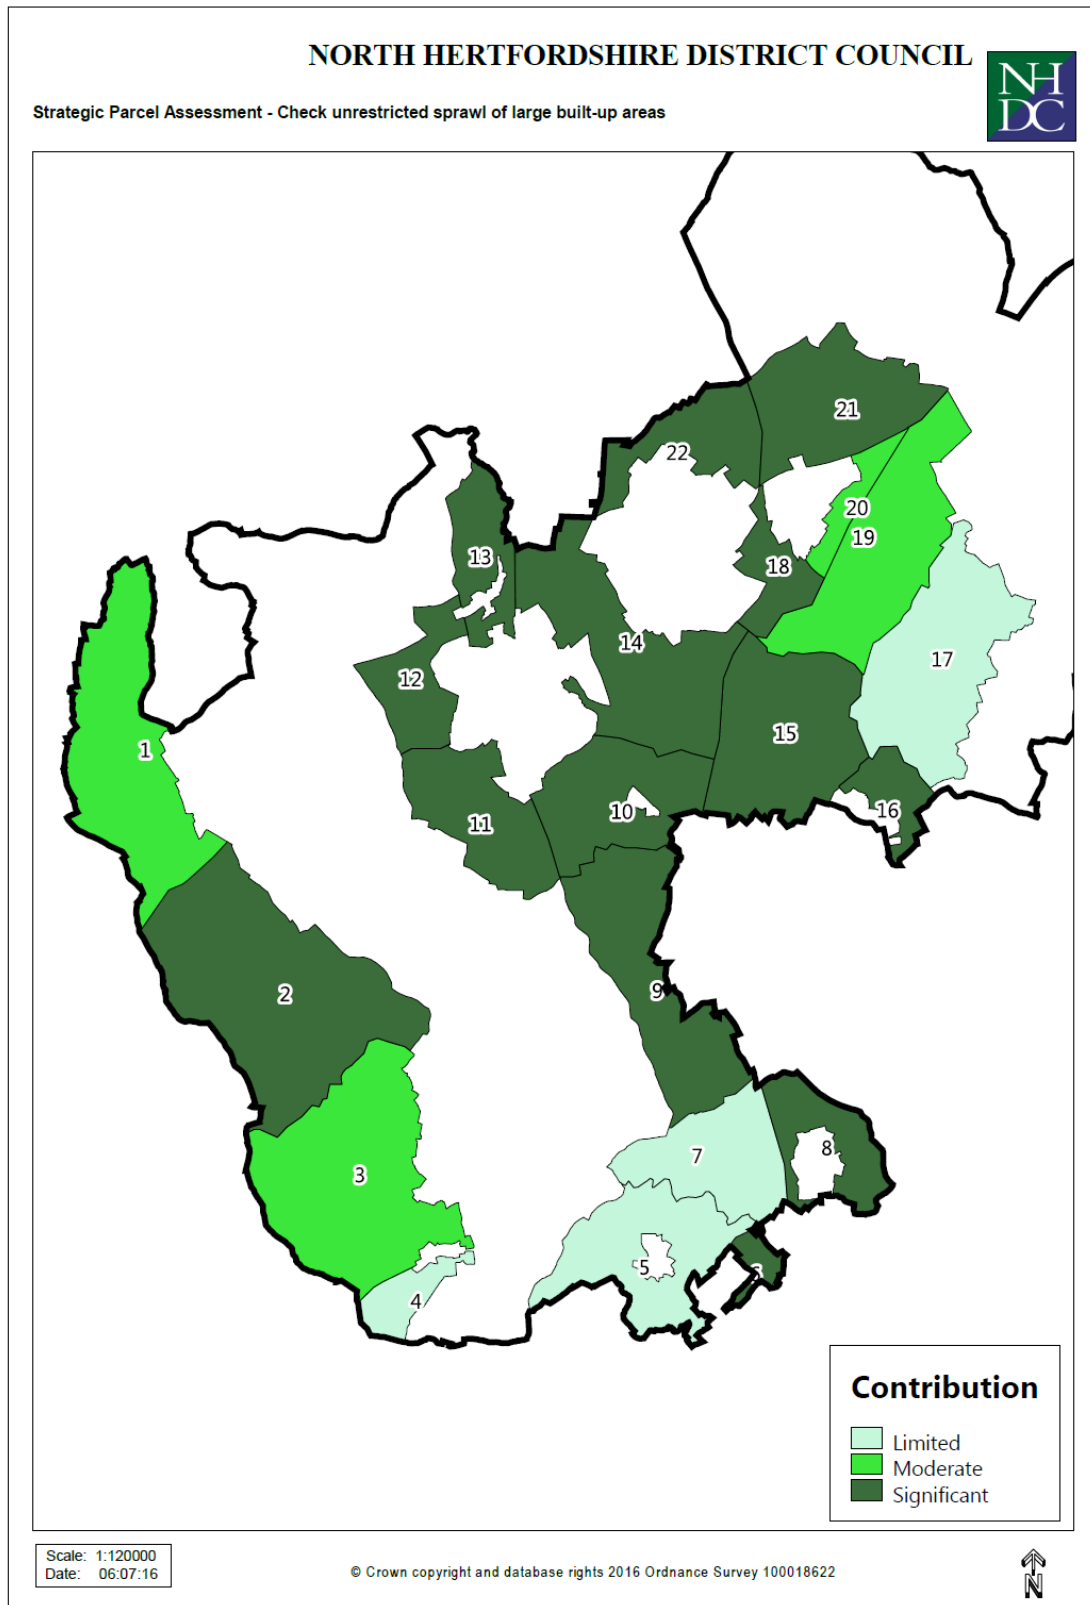 NORTH HERTFORDSHIRE DISTRICT COUNCIL
NH
DC
Strategic Parcel Assessment - Check unrestricted sprawl of large built-up areas
21
22
20
19
18
13
14
17
12
15
1
16
10
11
2
9
8
7
3
5
6
4
Contribution
Limited
Moderate
Significant
Scale: 1:120000
Date: 06:07:16
© Crown copyright and database rights 2016 Ordnance Survey 100018622
N